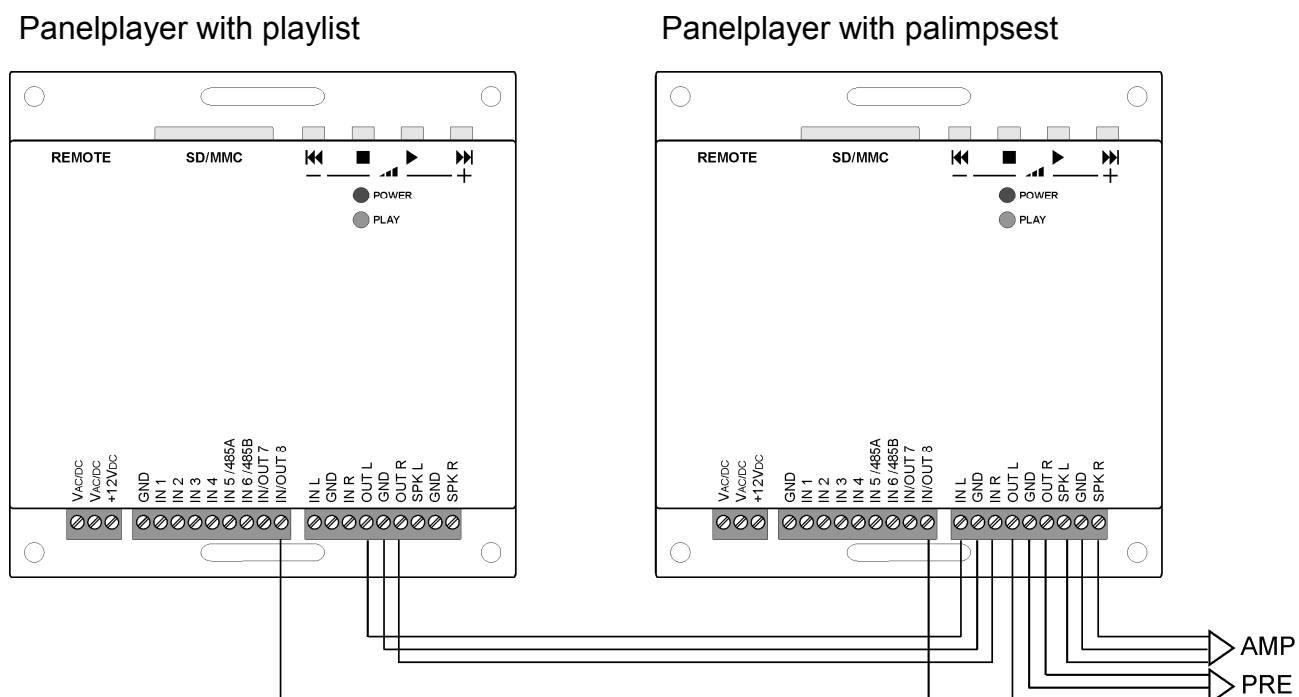 Panelplayer with playlist
REMOTE
SD/MMC
POWER
PLAY
VAC/DC
VAC/DC
+12VDC
GND
IN 1
IN 2
IN 3
IN 4
IN 5 /485A
IN 6 /485B
IN/OUT 7
IN/OUT 8
IN L
GND
IN R
OUT L
GND
OUT R
SPK L
GND
SPK R
Panelplayer with palimpsest
REMOTE
SD/MMC
POWER
PLAY
VAC/DC
VAC/DC
+12VDC
GND
IN 1
IN 2
IN 3
IN 4
IN 5 /485A
IN 6 /485B
IN/OUT 7
IN/OUT 8
IN L
GND
IN R
OUT L
GND
OUT R
SPK L
GND
SPK R
AMP
PRE